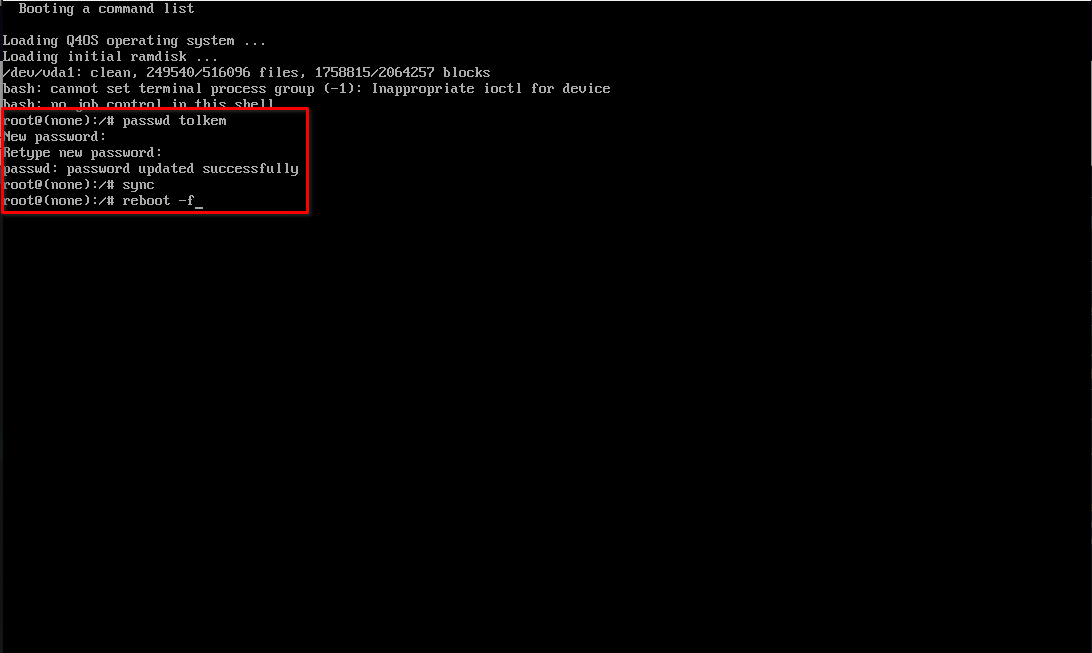 Booting a command list
Loading Q4OS operating system ...
Loading initial ramdisk ...
/dev/vda1: clean, 249540/516096 files, 1758815/2064257 blocks
bash: cannot set terminal process group (-1): Inappropriate ioctl for device
bash: no job control in this shell
root@(none):/# passwd tolkem
New password:
Retype new password:
passwd: password updated successfully
root@(none):/# sync
root@(none):/# reboot -f_